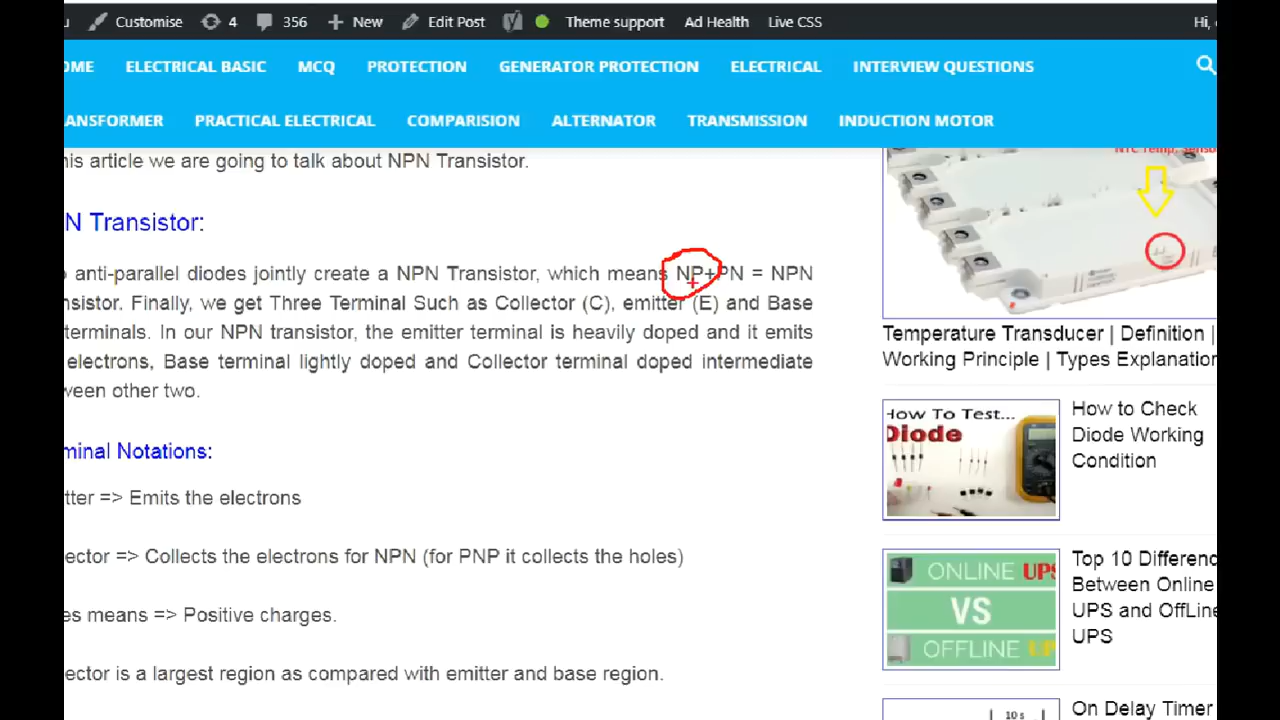 Customise 4 356 New Edit Post Theme support Ad Health Live CSS Hi,
OME ELECTRICAL BASIC MCQ PROTECTION GENERATOR PROTECTION ELECTRICAL INTERVIEW QUESTIONS
ANSFORMER PRACTICAL ELECTRICAL COMPARISION ALTERNATOR TRANSMISSION INDUCTION MOTOR
his article we are going to talk about NPN Transistor.
N Transistor:
o anti-parallel diodes jointly create a NPN Transistor, which means NP+PN = NPN
nsistor. Finally, we get Three Terminal Such as Collector (C), emitter (E) and Base
terminals. In our NPN transistor, the emitter terminal is heavily doped and it emits
electrons, Base terminal lightly doped and Collector terminal doped intermediate
ween other two.
minal Notations:
tter => Emits the electrons
ector => Collects the electrons for NPN (for PNP it collects the holes)
es means => Positive charges.
ector is a largest region as compared with emitter and base region.
NTC Temp, Senso
Temperature Transducer | Definition |
Working Principle | Types Explanation
How To Test...
Diode
How to Check
Diode Working
Condition
ONLINE UPS
VS
OFFLINE UP
Top 10 Differenc
Between Online
UPS and OffLine
UPS
10 s
On Delay Timer